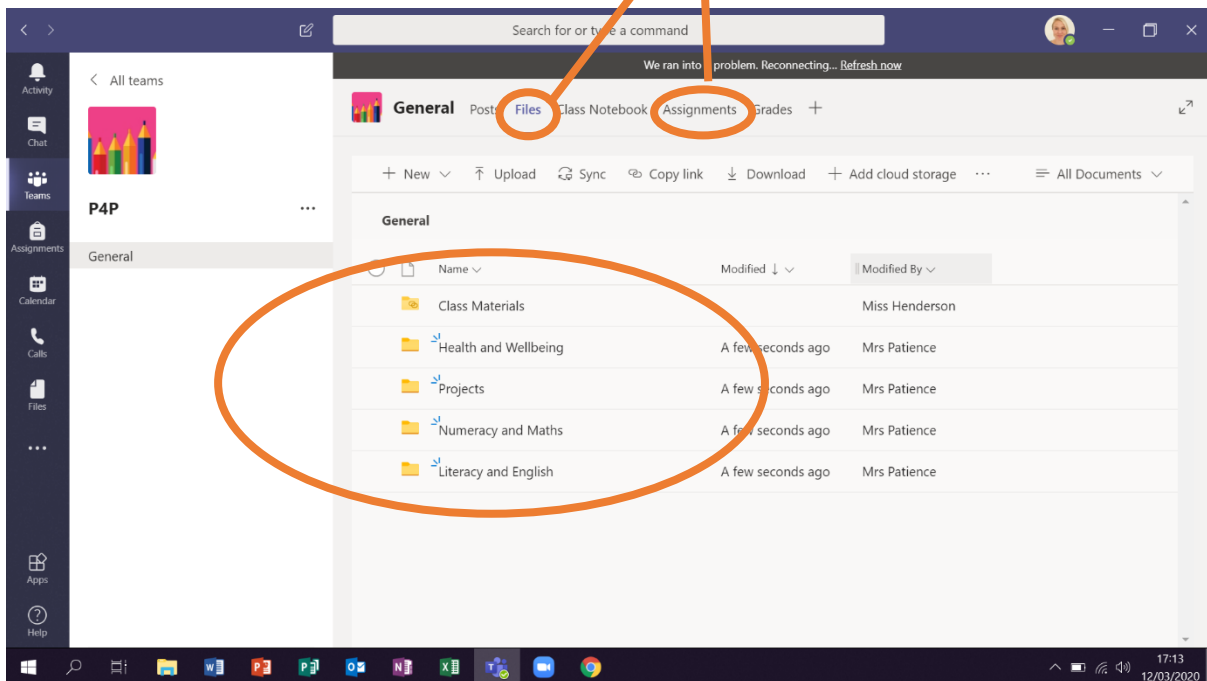 Search for or type a command
We ran into a problem. Reconnecting... Refresh now
Activity
Chat
Teams
Assignments
Calendar
Calls
Files
Apps
Help
All teams
P4P
General
General Posts Files Class Notebook Assignments Grades +
+ New Upload Sync Copy link Download + Add cloud storage ... All Documents
General
Name Modified Modified By
Class Materials Miss Henderson
Health and Wellbeing A few seconds ago Mrs Patience
Projects A few seconds ago Mrs Patience
Numeracy and Maths A few seconds ago Mrs Patience
Literacy and English A few seconds ago Mrs Patience
17:13
12/03/2020